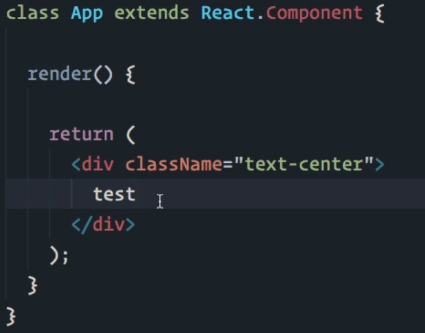 class App extends React.Component {
render() {
return (
<div className="text-center">
test
</div>
);
}
}